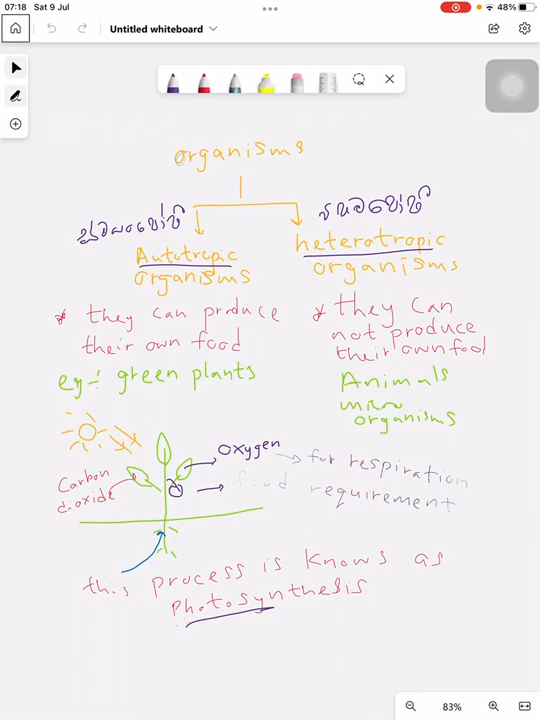 07:18 Sat 9 Jul
48%
Untitled whiteboard
organisms
Autotropic
organisms
heterotropic
organisms
* they can produce
their own food
eg:- green plants
* they can
not produce
their own food
Animals
micro
organisms
Carbon
dioxide
oxygen
food
for respiration
requirement
this process is knows as
photosynthesis
83%